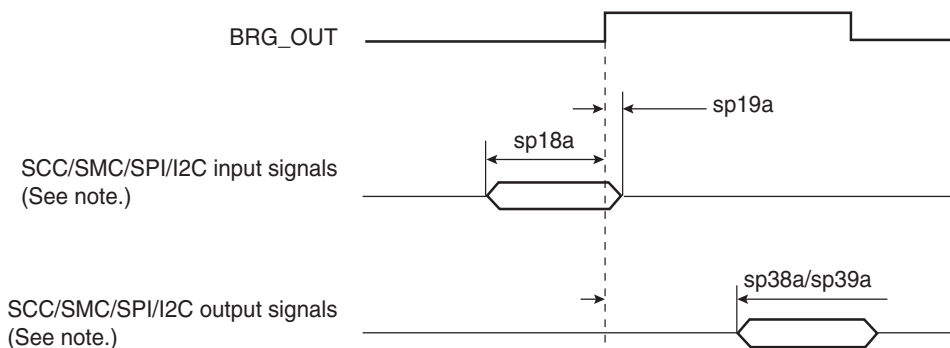 BRG_OUT
sp19a
sp18a
SCC/SMC/SPI/I2C input signals
(See note.)
sp38a/sp39a
SCC/SMC/SPI/I2C output signals
(See note.)